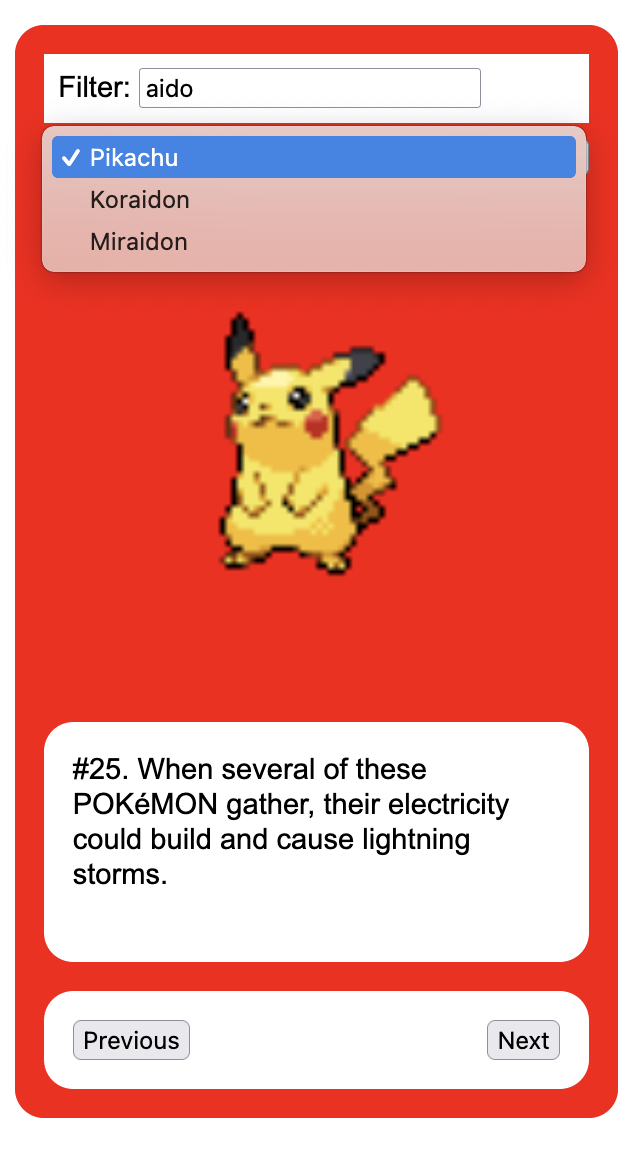 Filter: aido
✓ Pikachu
Koraidon
Miraidon
#25. When several of these
POKéMON gather, their electricity
could build and cause lightning
storms.
Previous Next